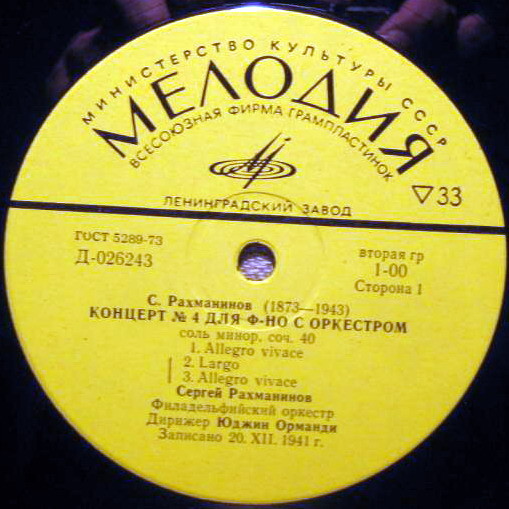 МИНИСТЕРСТВО КУЛЬТУРЫ СССР
МЕЛОДИЯ
ВСЕСОЮЗНАЯ ФИРМА ГРАМПЛАСТИНОК
ЛЕНИНГРАДСКИЙ ЗАВОД
▽33
ГОСТ 5289-73
Д-026243
вторая гр
1-00
Сторона 1
С. Рахманинов (1873—1943)
КОНЦЕРТ № 4 ДЛЯ Ф-НО С ОРКЕСТРОМ
соль минор, соч. 40
1. Allegro vivace
2. Largo
3. Allegro vivace
Сергей Рахманинов
Филадельфийский оркестр
Дирижер Юджин Орманди
Записано 20. XII. 1941 г.